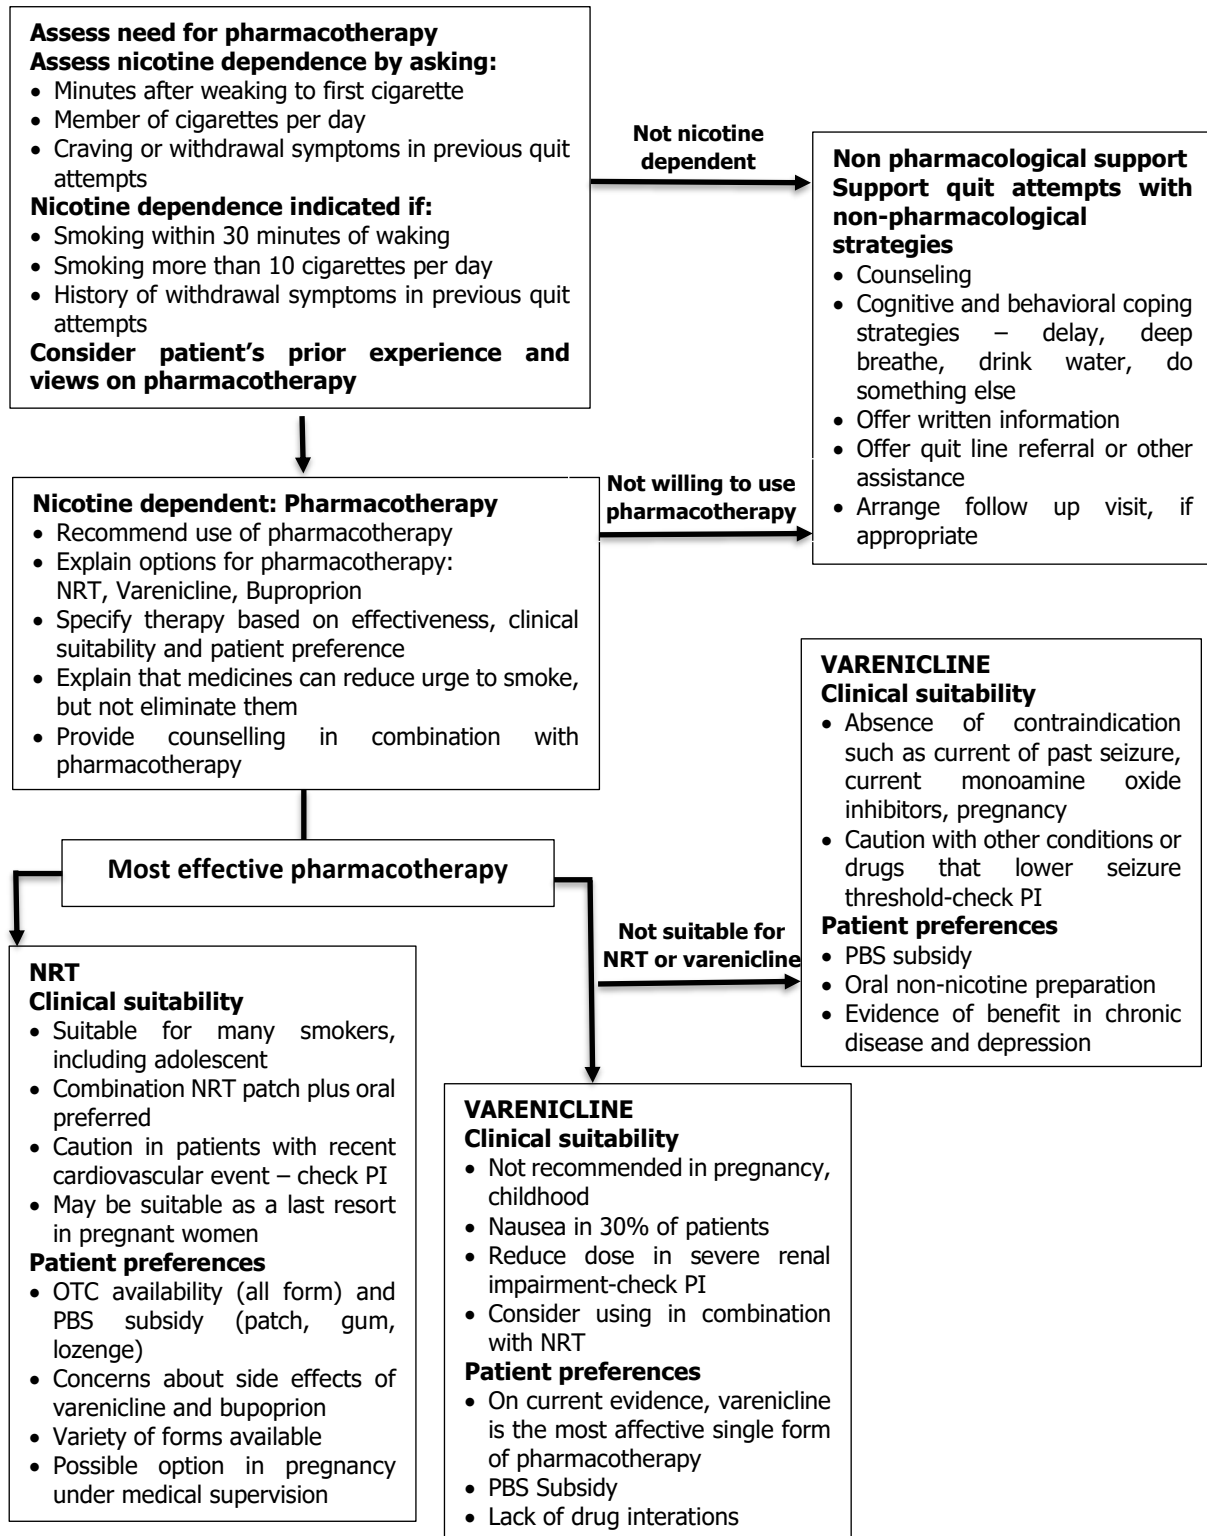 Assess need for pharmacotherapy
Assess nicotine dependence by asking:
• Minutes after weaking to first cigarette
• Member of cigarettes per day
• Craving or withdrawal symptoms in previous quit
attempts
Nicotine dependence indicated if:
• Smoking within 30 minutes of waking
• Smoking more than 10 cigarettes per day
• History of withdrawal symptoms in previous quit
attempts
Consider patient's prior experience and
views on pharmacotherapy
Not nicotine
dependent
Non pharmacological support
Support quit attempts with
non-pharmacological
strategies
• Counseling
• Cognitive and behavioral coping
strategies – delay, deep
breathe, drink water, do
something else
• Offer written information
• Offer quit line referral or other
assistance
• Arrange follow up visit, if
appropriate
Nicotine dependent: Pharmacotherapy
• Recommend use of pharmacotherapy
• Explain options for pharmacotherapy:
NRT, Varenicline, Buproprion
• Specify therapy based on effectiveness, clinical
suitability and patient preference
• Explain that medicines can reduce urge to smoke,
but not eliminate them
• Provide counselling in combination with
pharmacotherapy
Not willing to use
pharmacotherapy
Most effective pharmacotherapy
Not suitable for
NRT or varenicline
VARENICLINE
Clinical suitability
• Absence of contraindication
such as current of past seizure,
current monoamine oxide
inhibitors, pregnancy
• Caution with other conditions or
drugs that lower seizure
threshold-check PI
Patient preferences
• PBS subsidy
• Oral non-nicotine preparation
• Evidence of benefit in chronic
disease and depression
NRT
Clinical suitability
• Suitable for many smokers,
including adolescent
• Combination NRT patch plus oral
preferred
• Caution in patients with recent
cardiovascular event – check PI
• May be suitable as a last resort
in pregnant women
Patient preferences
• OTC availability (all form) and
PBS subsidy (patch, gum,
lozenge)
• Concerns about side effects of
varenicline and bupoprion
• Variety of forms available
• Possible option in pregnancy
under medical supervision
VARENICLINE
Clinical suitability
• Not recommended in pregnancy,
childhood
• Nausea in 30% of patients
• Reduce dose in severe renal
impairment-check PI
• Consider using in combination
with NRT
Patient preferences
• On current evidence, varenicline
is the most affective single form
of pharmacotherapy
• PBS Subsidy
• Lack of drug interations